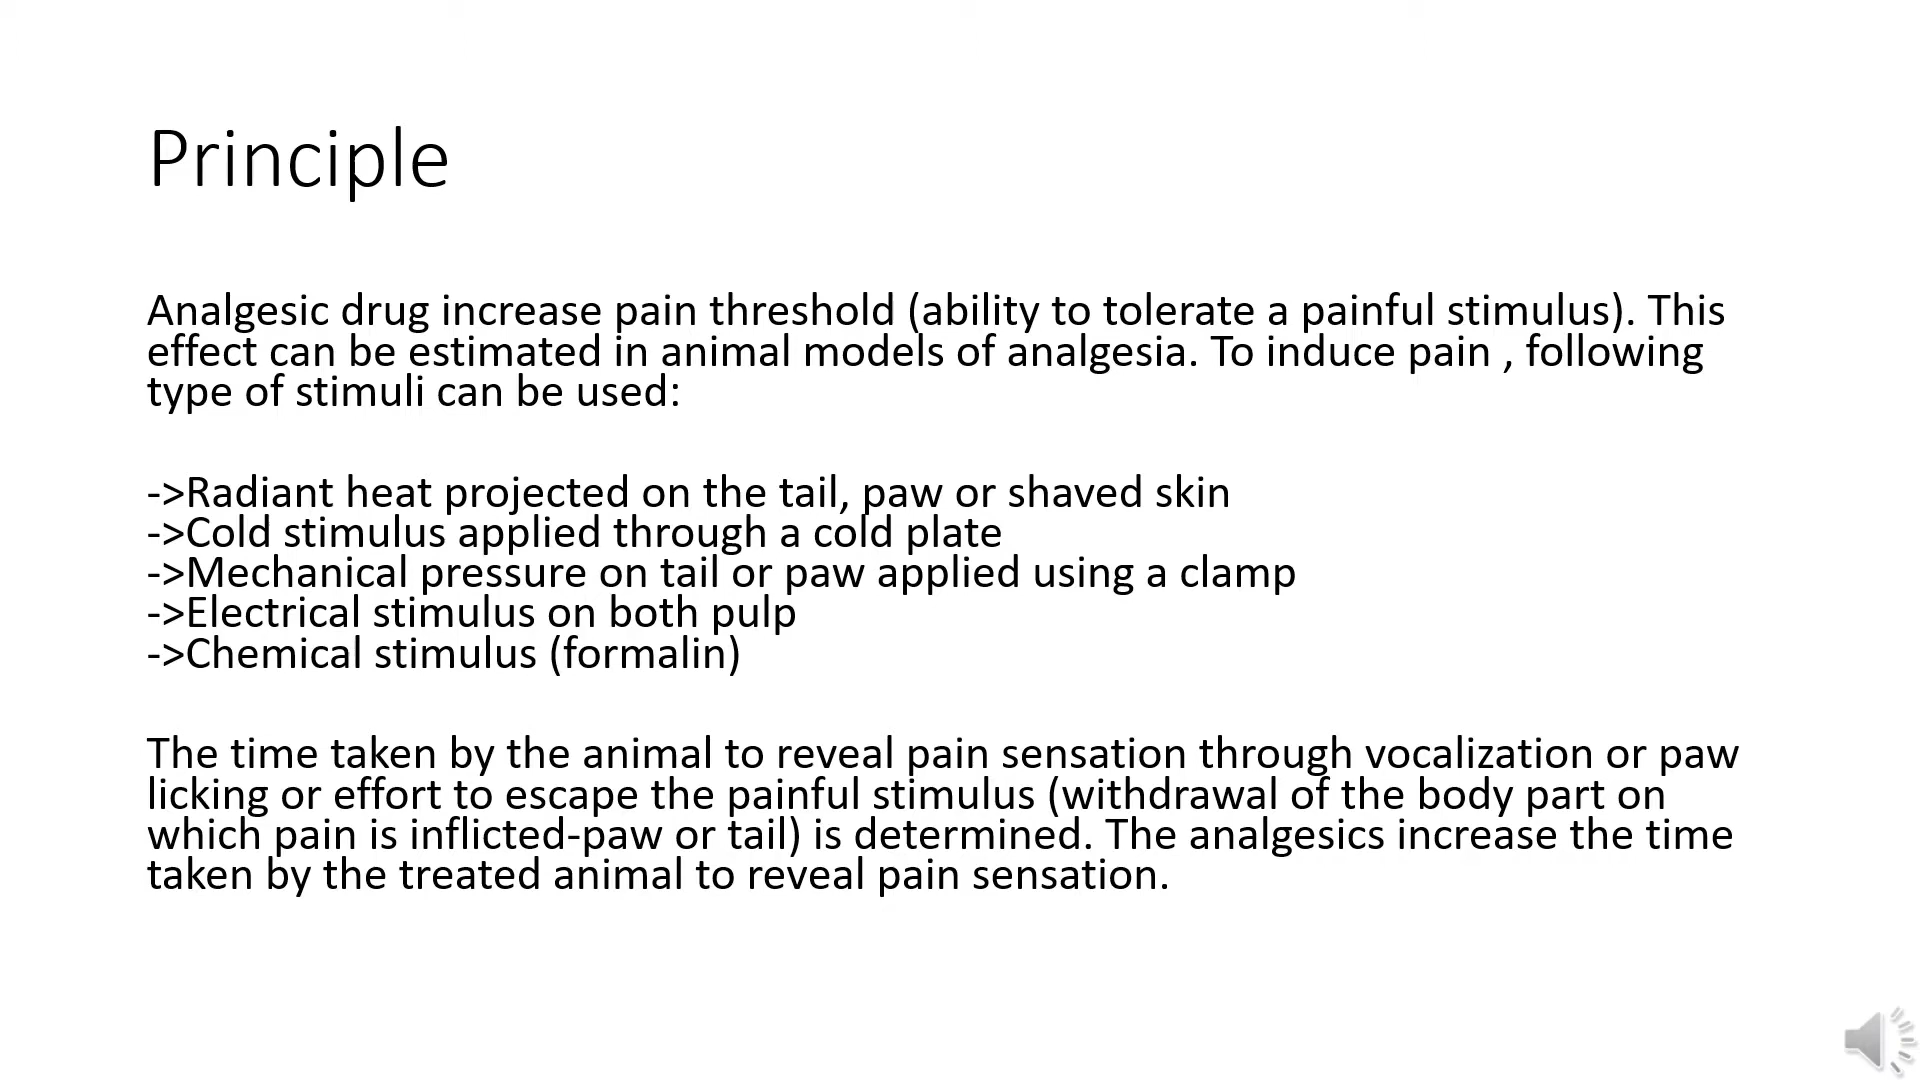 Principle
Analgesic drug increase pain threshold (ability to tolerate a painful stimulus). This
effect can be estimated in animal models of analgesia. To induce pain , following
type of stimuli can be used:
->Radiant heat projected on the tail, paw or shaved skin
->Cold stimulus applied through a cold plate
->Mechanical pressure on tail or paw applied using a clamp
->Electrical stimulus on both pulp
->Chemical stimulus (formalin)
The time taken by the animal to reveal pain sensation through vocalization or paw
licking or effort to escape the painful stimulus (withdrawal of the body part on
which pain is inflicted-paw or tail) is determined. The analgesics increase the time
taken by the treated animal to reveal pain sensation.